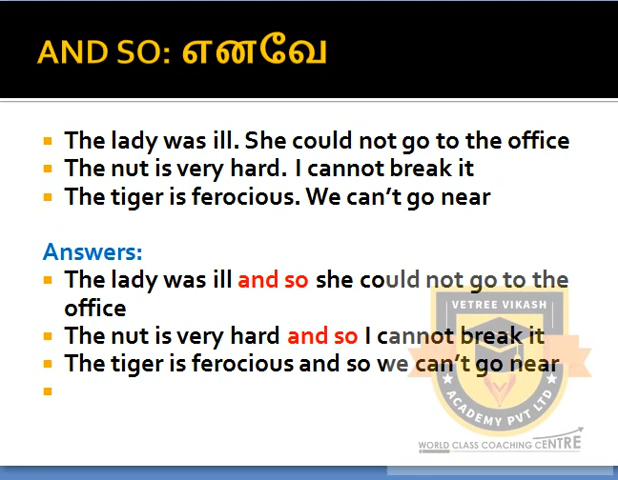 AND SO: எனவே
The lady was ill. She could not go to the office
The nut is very hard. I cannot break it
The tiger is ferocious. We can't go near
Answers:
The lady was ill and so she could not go to the
office
The nut is very hard and so I cannot break it
The tiger is ferocious and so we can't go near
VETREE VIKASH
ACADEMY PVT LTD
WORLD CLASS COACHING CENTRE